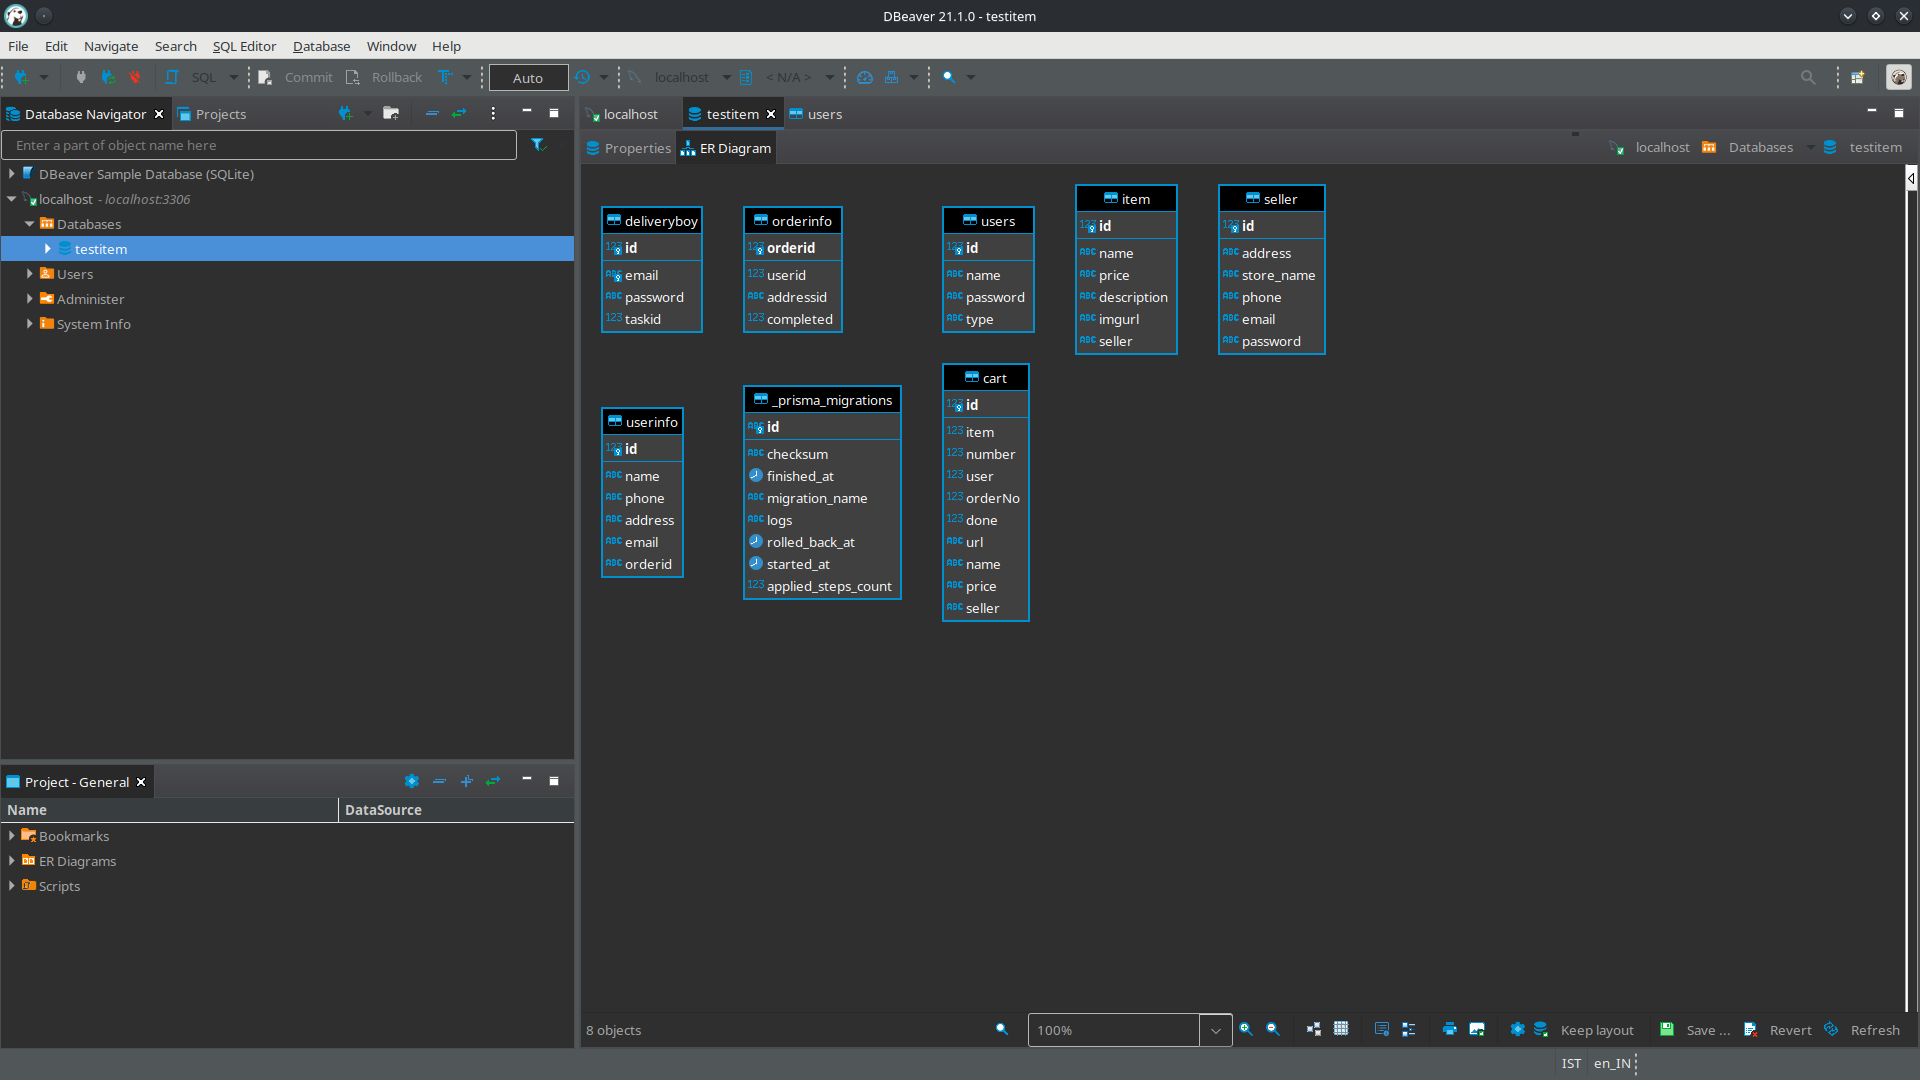 DBeaver 21.1.0 - testitem
File Edit Navigate Search SQL Editor Database Window Help
SQL Commit Rollback Auto localhost < N/A >
Database Navigator Projects
Enter a part of object name here
DBeaver Sample Database (SQLite)
localhost - localhost:3306
Databases
testitem
Users
Administer
System Info
Project - General
Name DataSource
Bookmarks
ER Diagrams
Scripts
localhost testitem users
Properties ER Diagram localhost Databases testitem
deliveryboy
id
email
password
taskid
orderinfo
orderid
userid
addressid
completed
users
id
name
password
type
item
id
name
price
description
imgurl
seller
seller
id
address
store_name
phone
email
password
userinfo
id
name
phone
address
email
orderid
_prisma_migrations
id
checksum
finished_at
migration_name
logs
rolled_back_at
started_at
applied_steps_count
cart
id
item
number
user
orderNo
done
url
name
price
seller
8 objects 100% Keep layout Save ... Revert Refresh
IST en_IN